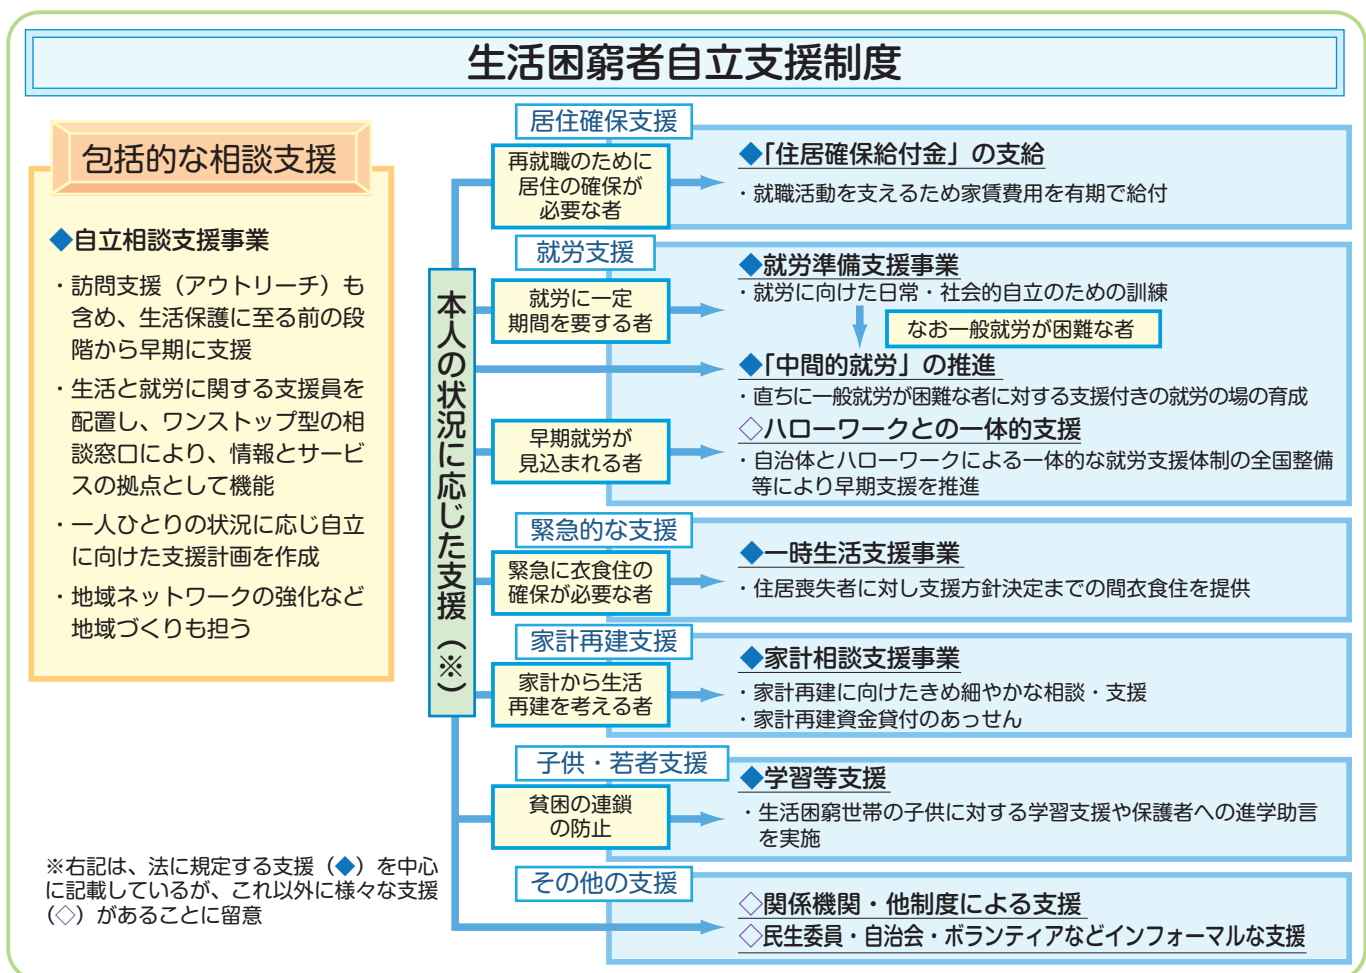 生活困窮者自立支援制度
包括的な相談支援
◆自立相談支援事業
・訪問支援（アウトリーチ）も
含め、生活保護に至る前の段
階から早期に支援
・生活と就労に関する支援員を
配置し、ワンストップ型の相
談窓口により、情報とサービ
スの拠点として機能
・一人ひとりの状況に応じ自立
に向けた支援計画を作成
・地域ネットワークの強化など
地域づくりも担う
※右記は、法に規定する支援（◆）を中心
に記載しているが、これ以外に様々な支援
（◇）があることに留意
本人の状況に応じた支援（※）
居住確保支援
再就職のために
居住の確保が
必要な者
◆「住居確保給付金」の支給
・就職活動を支えるため家賃費用を有期で給付
就労支援
就労に一定
期間を要する者
◆就労準備支援事業
・就労に向けた日常・社会的自立のための訓練
なお一般就労が困難な者
◆「中間的就労」の推進
・直ちに一般就労が困難な者に対する支援付きの就労の場の育成
早期就労が
見込まれる者
◇ハローワークとの一体的支援
・自治体とハローワークによる一体的な就労支援体制の全国整備
等により早期支援を推進
緊急的な支援
緊急に衣食住の
確保が必要な者
◆一時生活支援事業
・住居喪失者に対し支援方針決定までの間衣食住を提供
家計再建支援
家計から生活
再建を考える者
◆家計相談支援事業
・家計再建に向けたきめ細やかな相談・支援
・家計再建資金貸付のあっせん
子供・若者支援
貧困の連鎖
の防止
◆学習等支援
・生活困窮世帯の子供に対する学習支援や保護者への進学助言
を実施
その他の支援
◇関係機関・他制度による支援
◇民生委員・自治会・ボランティアなどインフォーマルな支援